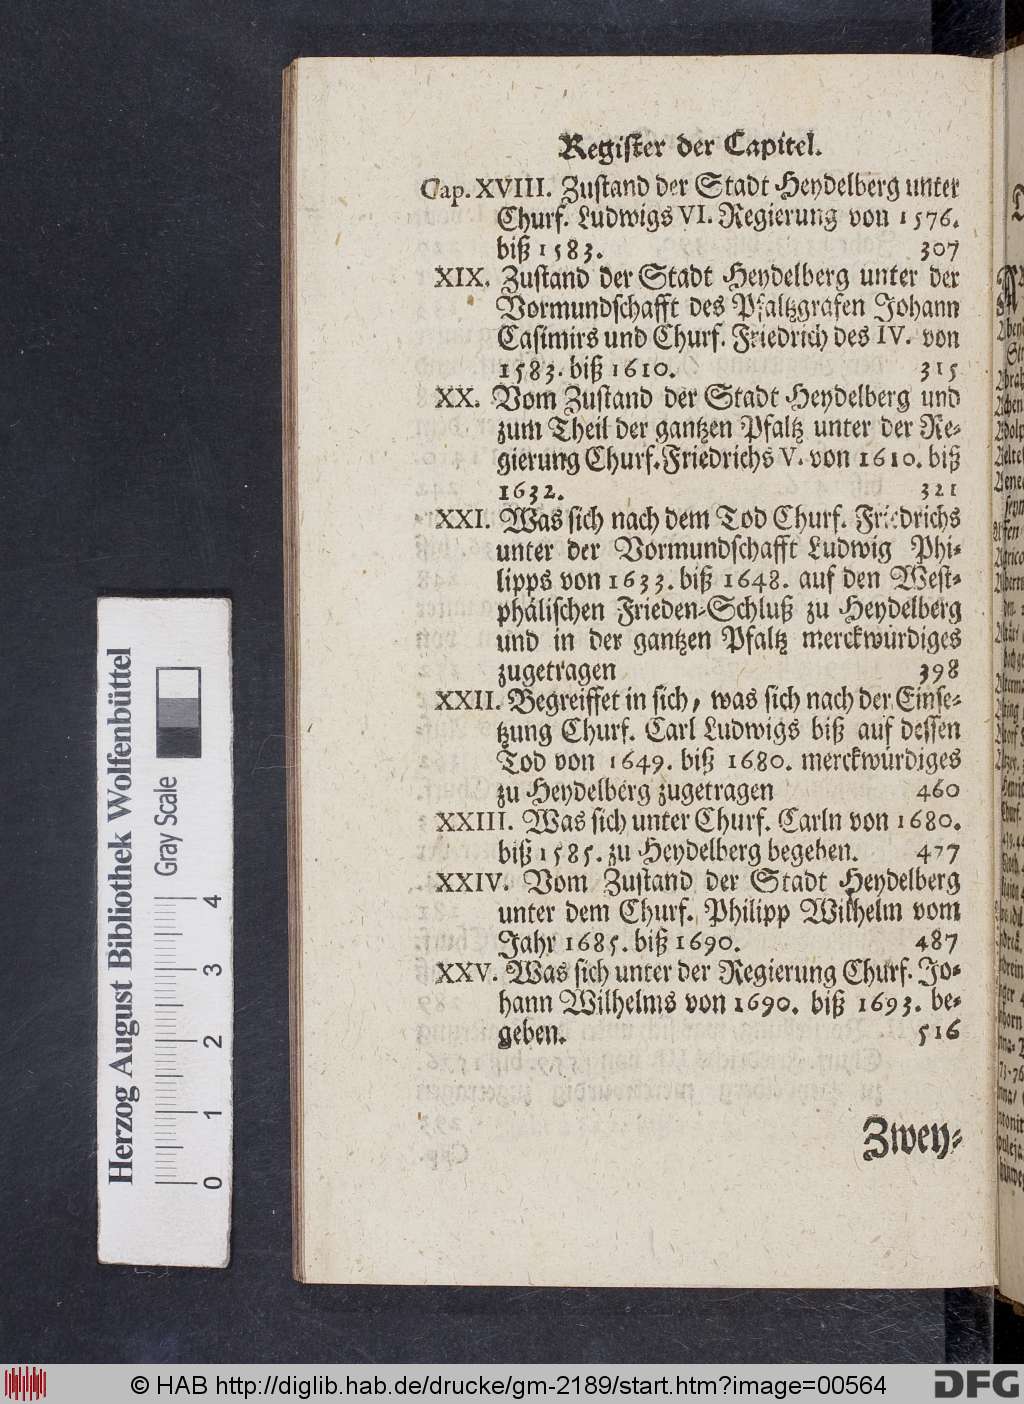 Register der Capitel.
Cap. XVIII. Zustand der Stadt Heydelberg unter
Churf. Ludwigs VI. Regierung von 1576.
biß 1583. 307
XIX. Zustand der Stadt Heydelberg unter der
Vormundschafft des Pfaltzgrafen Johann
Casimirs und Churf. Friedrich des IV. von
1583. biß 1610. 315
XX. Vom Zustand der Stadt Heydelberg und
zum Theil der gantzen Pfaltz unter der Re-
gierung Churf. Friedrichs V. von 1610. biß
1632. 321
XXI. Was sich nach dem Tod Churf. Friedrichs
unter der Vormundschafft Ludwig Phi-
lipps von 1633. biß 1648. auf den West-
phälischen Frieden-Schluß zu Heydelberg
und in der gantzen Pfaltz merckwürdiges
zugetragen 398
XXII. Begreiffet in sich, was sich nach der Einse-
tzung Churf. Carl Ludwigs biß auf dessen
Tod von 1649. biß 1680. merckwürdiges
zu Heydelberg zugetragen 460
XXIII. Was sich unter Churf. Carln von 1680.
biß 1585. zu Heydelberg begeben. 477
XXIV. Vom Zustand der Stadt Heydelberg
unter dem Churf. Philipp Wilhelm vom
Jahr 1685. biß 1690. 487
XXV. Was sich unter der Regierung Churf. Jo-
hann Wilhelms von 1690. biß 1693. be-
geben. 516
Zwey-
Herzog August Bibliothek Wolfenbüttel
Gray Scale
0 1 2 3 4
© HAB http://diglib.hab.de/drucke/gm-2189/start.htm?image=00564
DFG